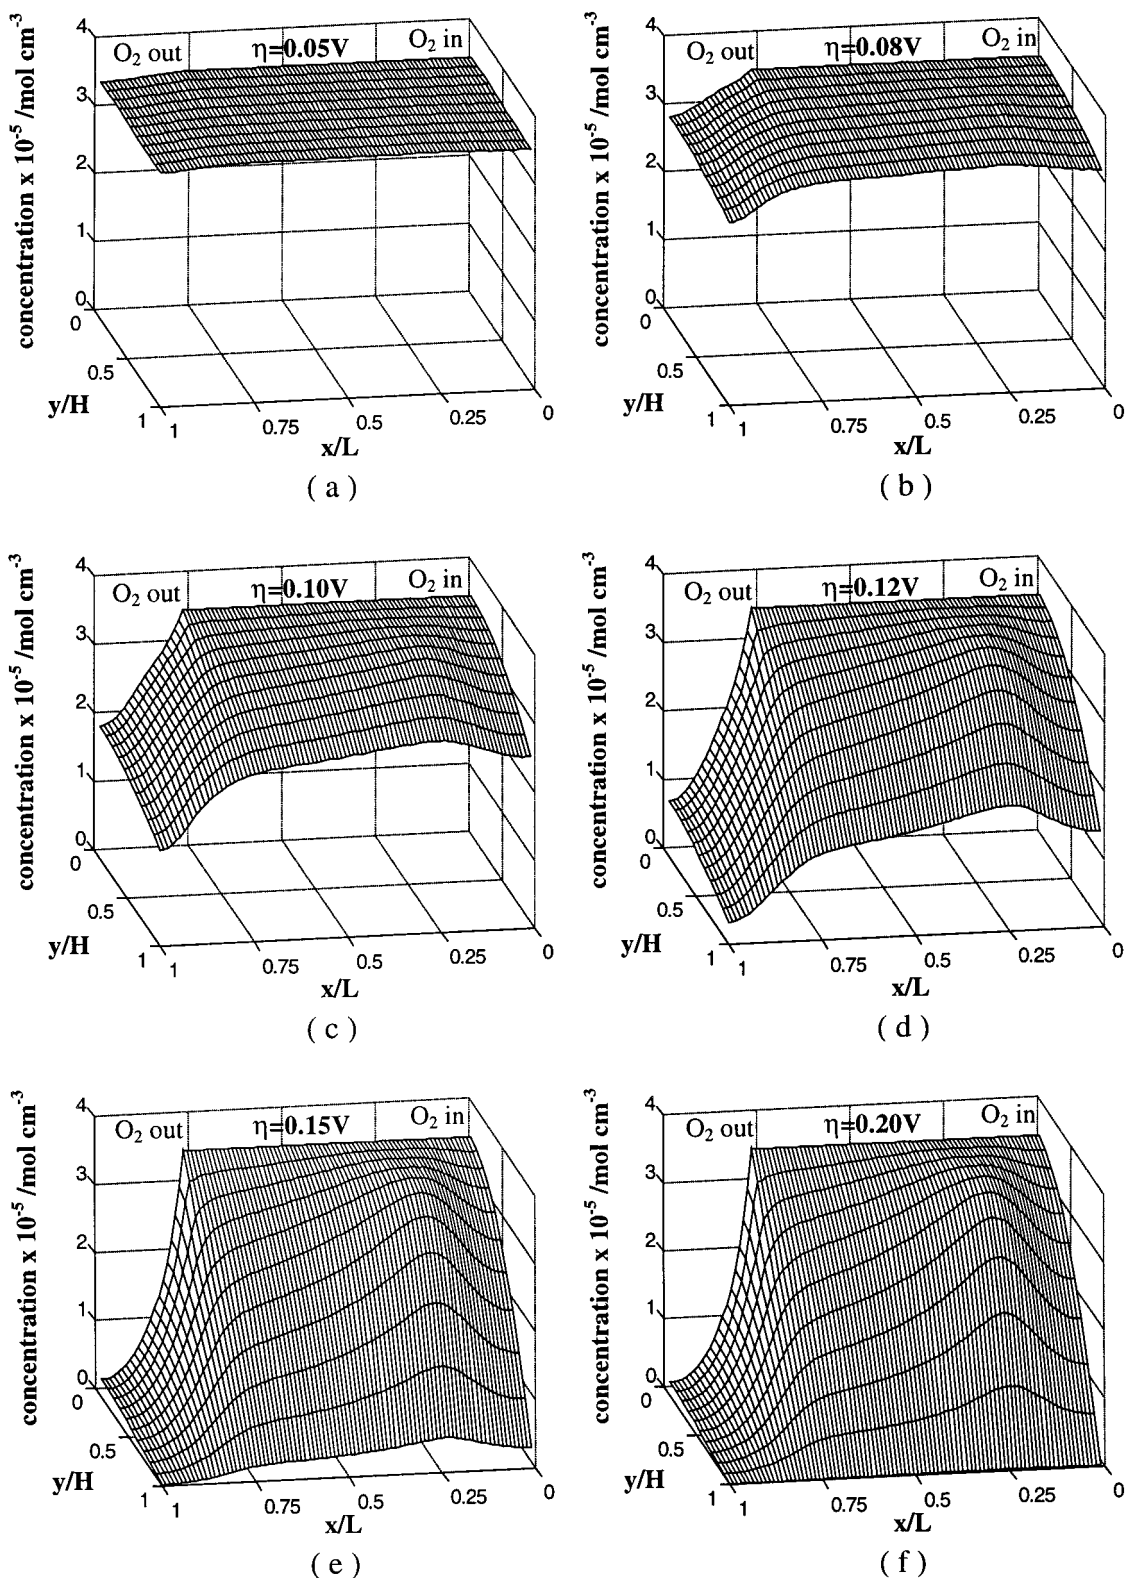 concentration x 10⁻⁵ /mol cm⁻³
4
3
2
1
0
O₂ out
η=0.05V
O₂ in
0
0.5
1
y/H
1
0.75
0.5
0.25
0
x/L
( a )
concentration x 10⁻⁵ /mol cm⁻³
4
3
2
1
0
O₂ out
η=0.08V
O₂ in
0
0.5
1
y/H
1
0.75
0.5
0.25
0
x/L
( b )
concentration x 10⁻⁵ /mol cm⁻³
4
3
2
1
0
O₂ out
η=0.10V
O₂ in
0
0.5
1
y/H
1
0.75
0.5
0.25
0
x/L
( c )
concentration x 10⁻⁵ /mol cm⁻³
4
3
2
1
0
O₂ out
η=0.12V
O₂ in
0
0.5
1
y/H
1
0.75
0.5
0.25
0
x/L
( d )
concentration x 10⁻⁵ /mol cm⁻³
4
3
2
1
0
O₂ out
η=0.15V
O₂ in
0
0.5
1
y/H
1
0.75
0.5
0.25
0
x/L
( e )
concentration x 10⁻⁵ /mol cm⁻³
4
3
2
1
0
O₂ out
η=0.20V
O₂ in
0
0.5
1
y/H
1
0.75
0.5
0.25
0
x/L
( f )